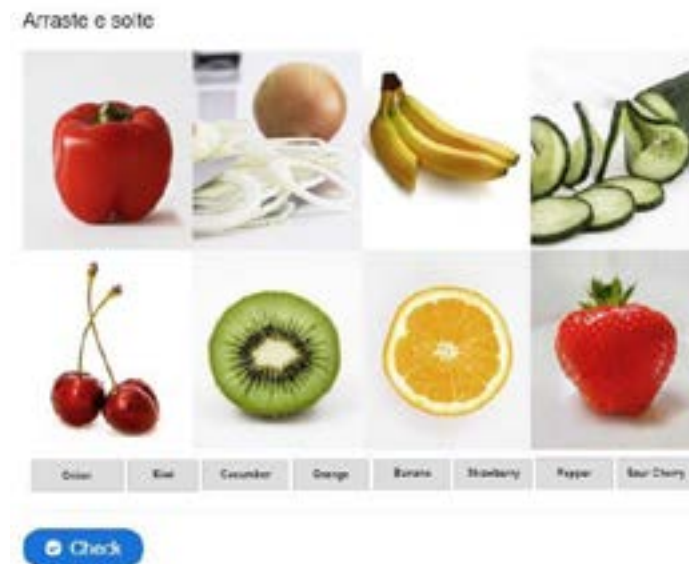 Arraste e solte
Onion Kiwi Cucumber Orange Banana Strawberry Pepper Sour Cherry
Check